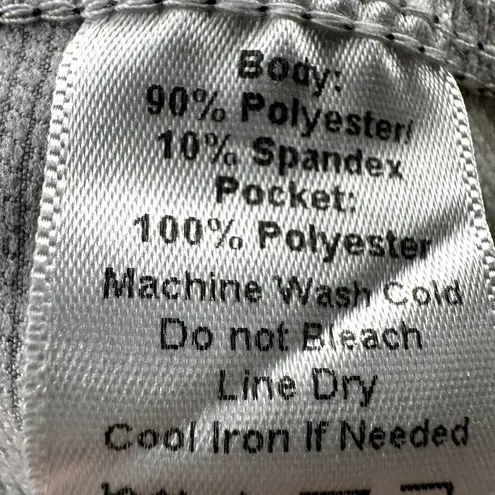 Body:
90% Polyester/
10% Spandex
Pocket:
100% Polyester
Machine Wash Cold
Do not Bleach
Line Dry
Cool Iron If Needed